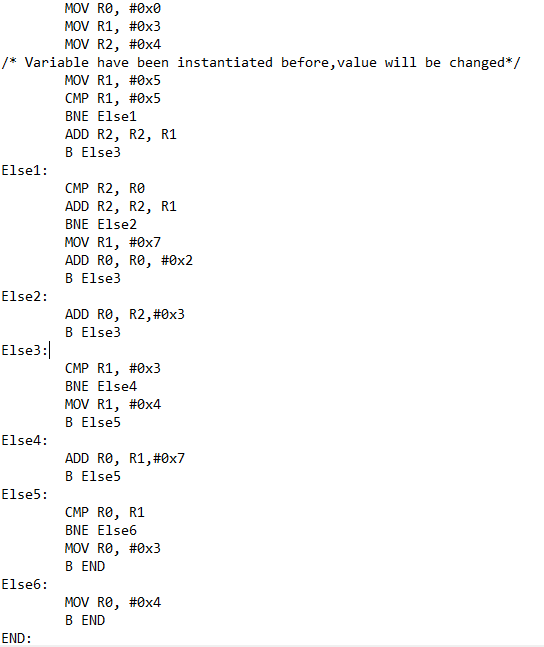 MOV R0, #0x0
MOV R1, #0x3
MOV R2, #0x4
/* Variable have been instantiated before,value will be changed*/
MOV R1, #0x5
CMP R1, #0x5
BNE Else1
ADD R2, R2, R1
B Else3
Else1:
CMP R2, R0
ADD R2, R2, R1
BNE Else2
MOV R1, #0x7
ADD R0, R0, #0x2
B Else3
Else2:
ADD R0, R2,#0x3
B Else3
Else3:
CMP R1, #0x3
BNE Else4
MOV R1, #0x4
B Else5
Else4:
ADD R0, R1,#0x7
B Else5
Else5:
CMP R0, R1
BNE Else6
MOV R0, #0x3
B END
Else6:
MOV R0, #0x4
B END
END: